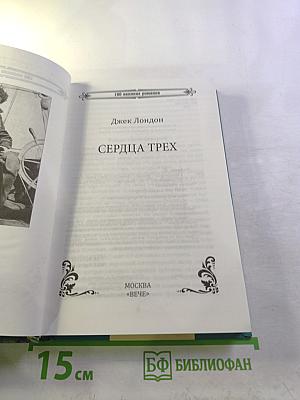 100 великих романов
Джек Лондон
СЕРДЦА ТРЕХ
МОСКВА
«ВЕЧЕ»
15 см
БФ БИБЛИОФАН